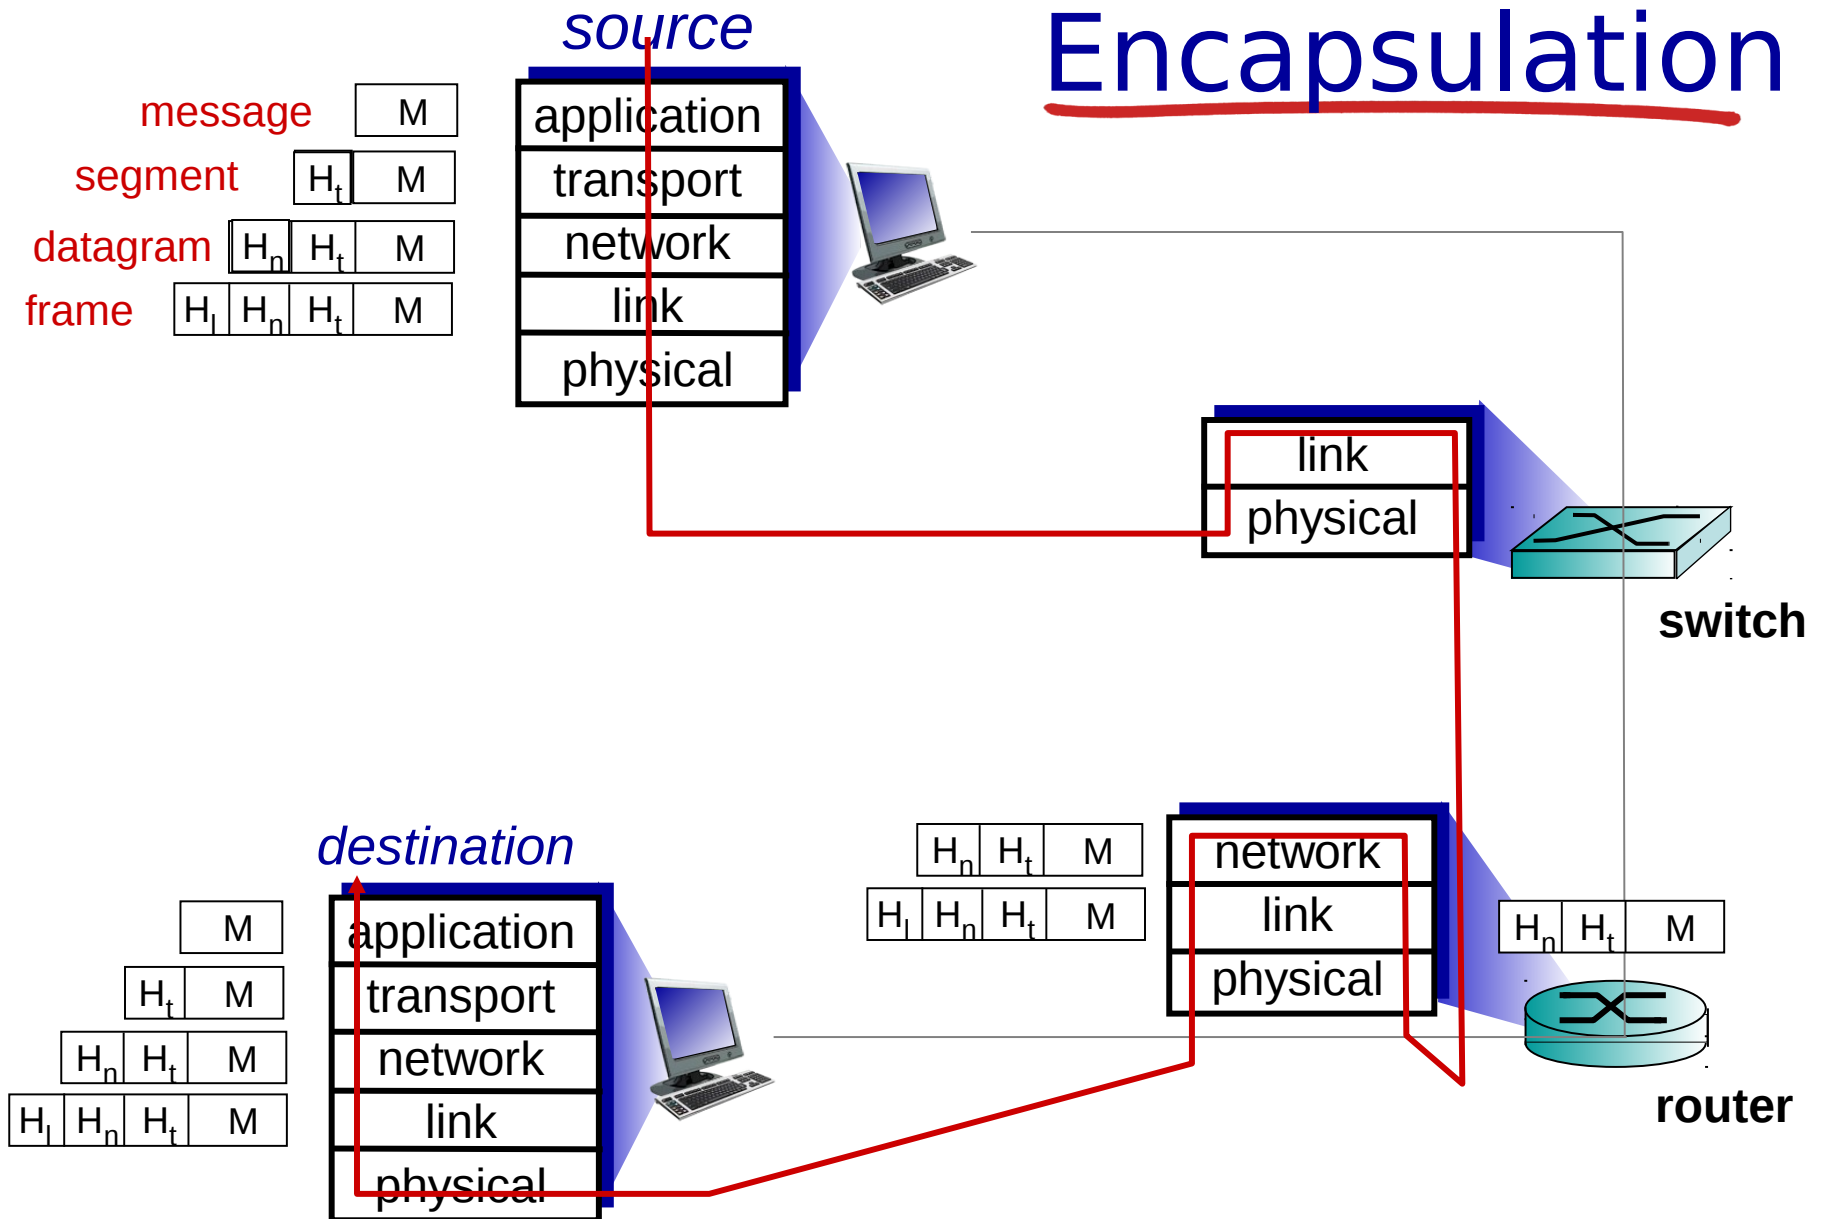 Encapsulation
source
message M
segment Ht M
datagram Hn Ht M
frame Hl Hn Ht M
application
transport
network
link
physical
link
physical
switch
network
link
physical
Hn Ht M
Hl Hn Ht M
Hn Ht M
router
destination
M
Ht M
Hn Ht M
Hl Hn Ht M
application
transport
network
link
physical